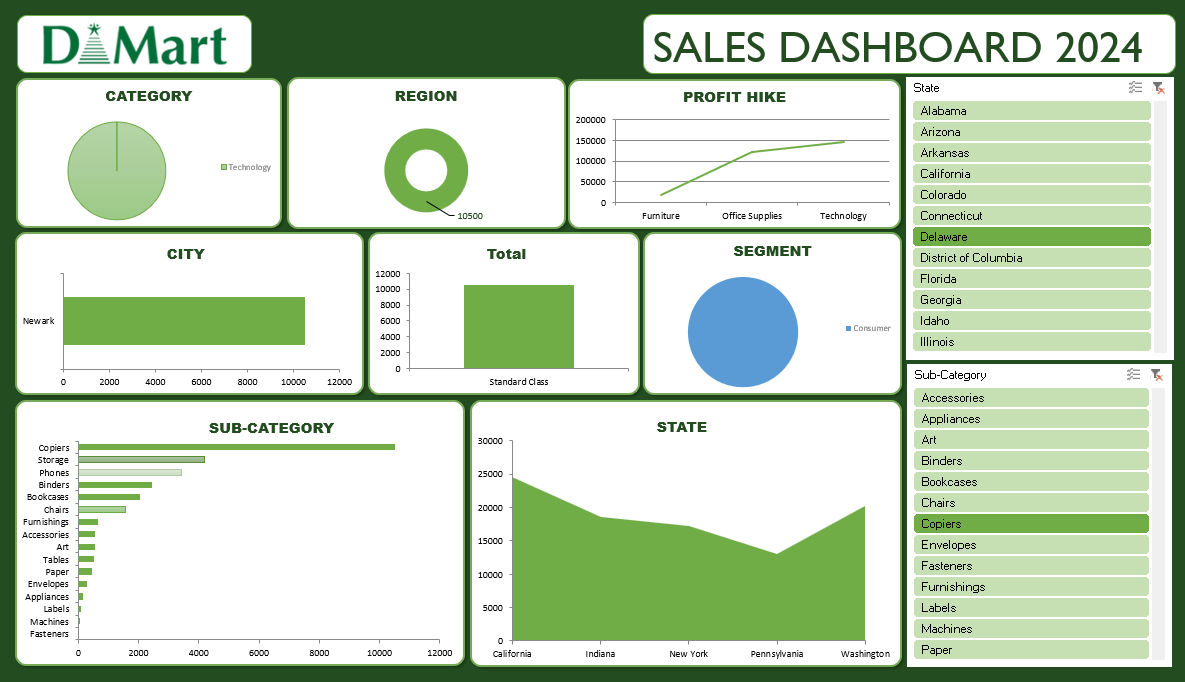 D Mart
SALES DASHBOARD 2024
CATEGORY
Technology
REGION
10500
PROFIT HIKE
200000
150000
100000
50000
0
Furniture Office Supplies Technology
State
Alabama
Arizona
Arkansas
California
Colorado
Connecticut
Delaware
District of Columbia
Florida
Georgia
Idaho
Illinois
CITY
Newark
0 2000 4000 6000 8000 10000 12000
Total
12000
10000
8000
6000
4000
2000
0
Standard Class
SEGMENT
Consumer
Sub-Category
Accessories
Appliances
Art
Binders
Bookcases
Chairs
Copiers
Envelopes
Fasteners
Furnishings
Labels
Machines
Paper
SUB-CATEGORY
Copiers
Storage
Phones
Binders
Bookcases
Chairs
Furnishings
Accessories
Art
Tables
Paper
Envelopes
Appliances
Labels
Machines
Fasteners
0 2000 4000 6000 8000 10000 12000
STATE
30000
25000
20000
15000
10000
5000
0
California Indiana New York Pennsylvania Washington